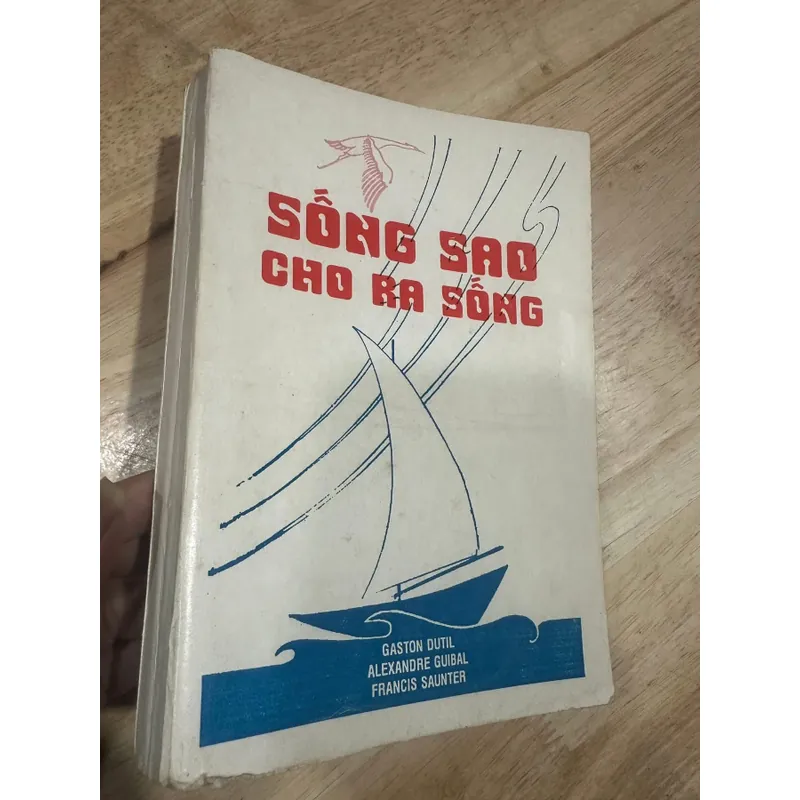 SỐNG SAO
CHO RA SỐNG
GASTON DUTIL
ALEXANDRE GUIBAL
FRANCIS SAUNTER